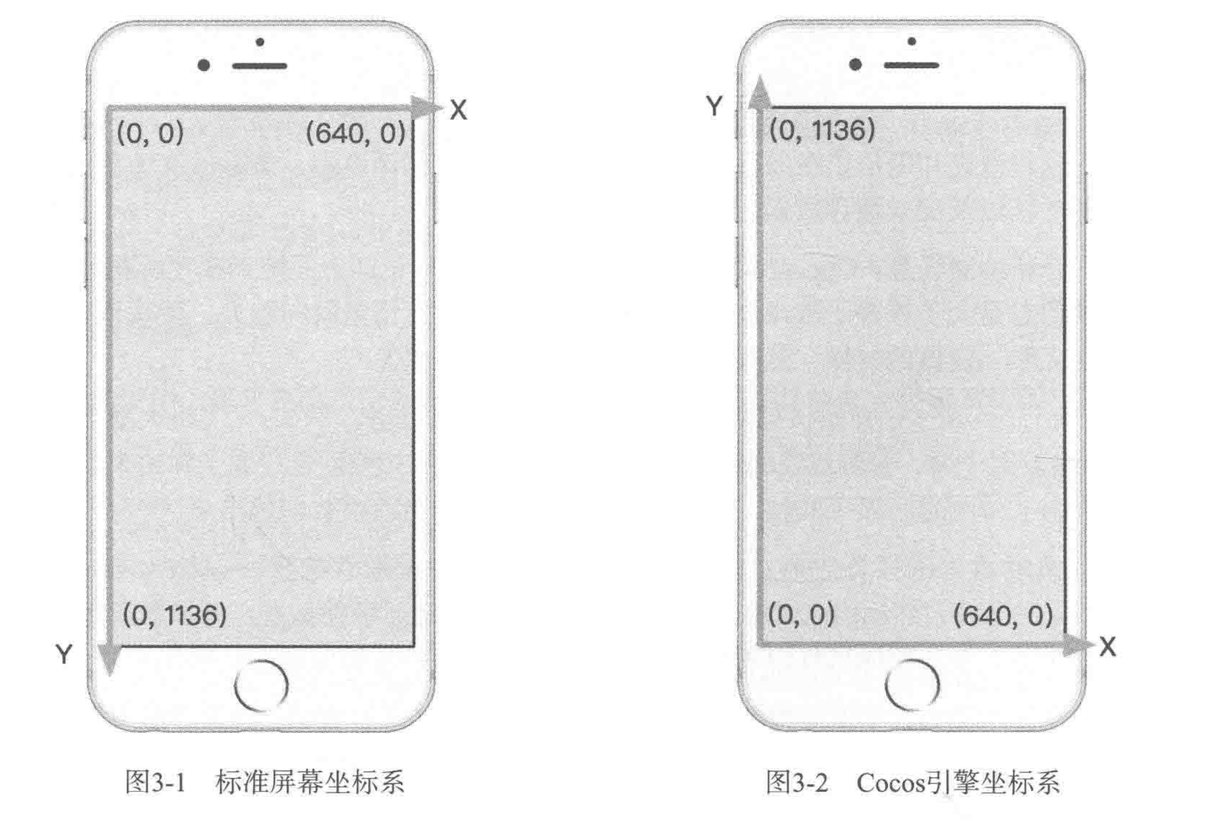 X
(0, 0)
(640, 0)
(0, 1136)
Y
图3-1 标准屏幕坐标系
Y
(0, 1136)
(0, 0)
(640, 0)
X
图3-2 Cocos引擎坐标系